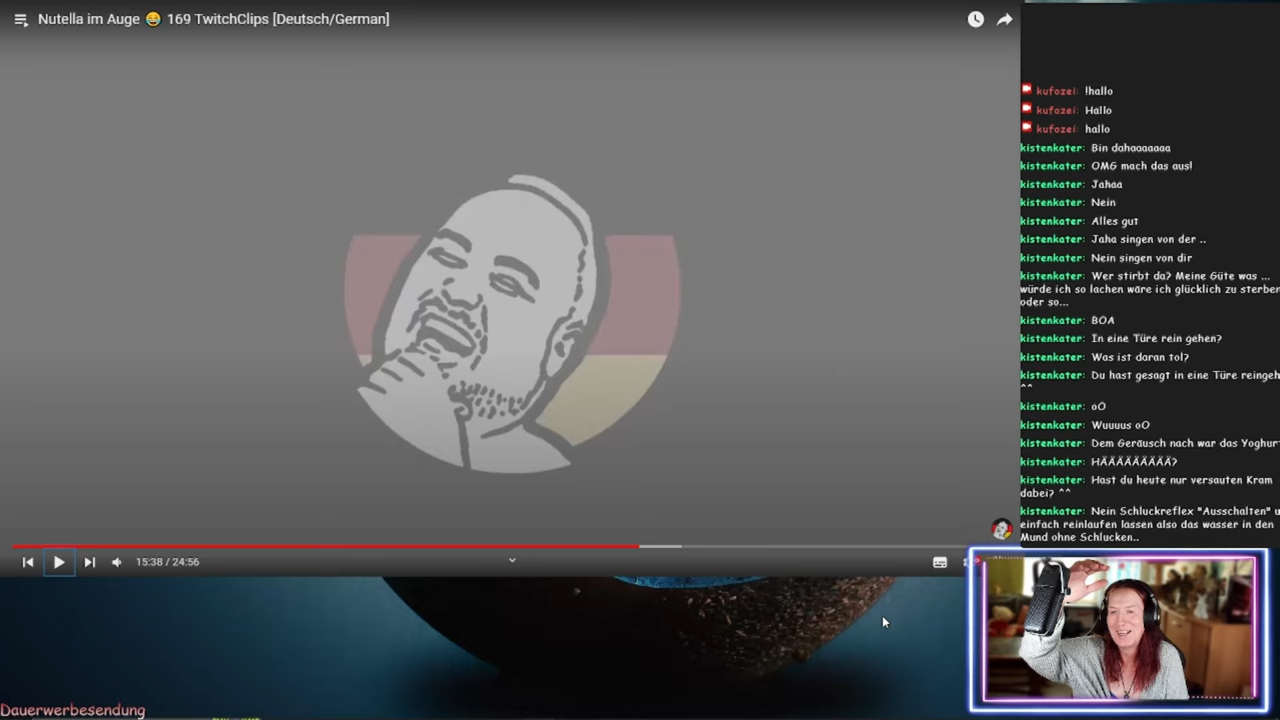 Nutella im Auge 😂 169 TwitchClips [Deutsch/German]
kufozei: !hallo
kufozei: Hallo
kufozei: hallo
kistenkater: Bin dahaaaaaaa
kistenkater: OMG mach das aus!
kistenkater: Jahaa
kistenkater: Nein
kistenkater: Alles gut
kistenkater: Jaha singen von der ..
kistenkater: Nein singen von dir
kistenkater: Wer stirbt da? Meine Güte was ...
würde ich so lachen wäre ich glücklich zu sterben
oder so...
kistenkater: BOA
kistenkater: In eine Türe rein gehen?
kistenkater: Was ist daran tol?
kistenkater: Du hast gesagt in eine Türe reingeh
^^
kistenkater: oO
kistenkater: Wuuuus oO
kistenkater: Dem Geräusch nach war das Yoghur
kistenkater: HÄÄÄÄÄÄÄÄÄ?
kistenkater: Hast du heute nur versauten Kram
dabei? ^^
kistenkater: Nein Schluckreflex "Ausschalten" u
einfach reinlaufen lassen also das wasser in den
Mund ohne Schlucken..
15:38 / 24:56
Dauerwerbesendung